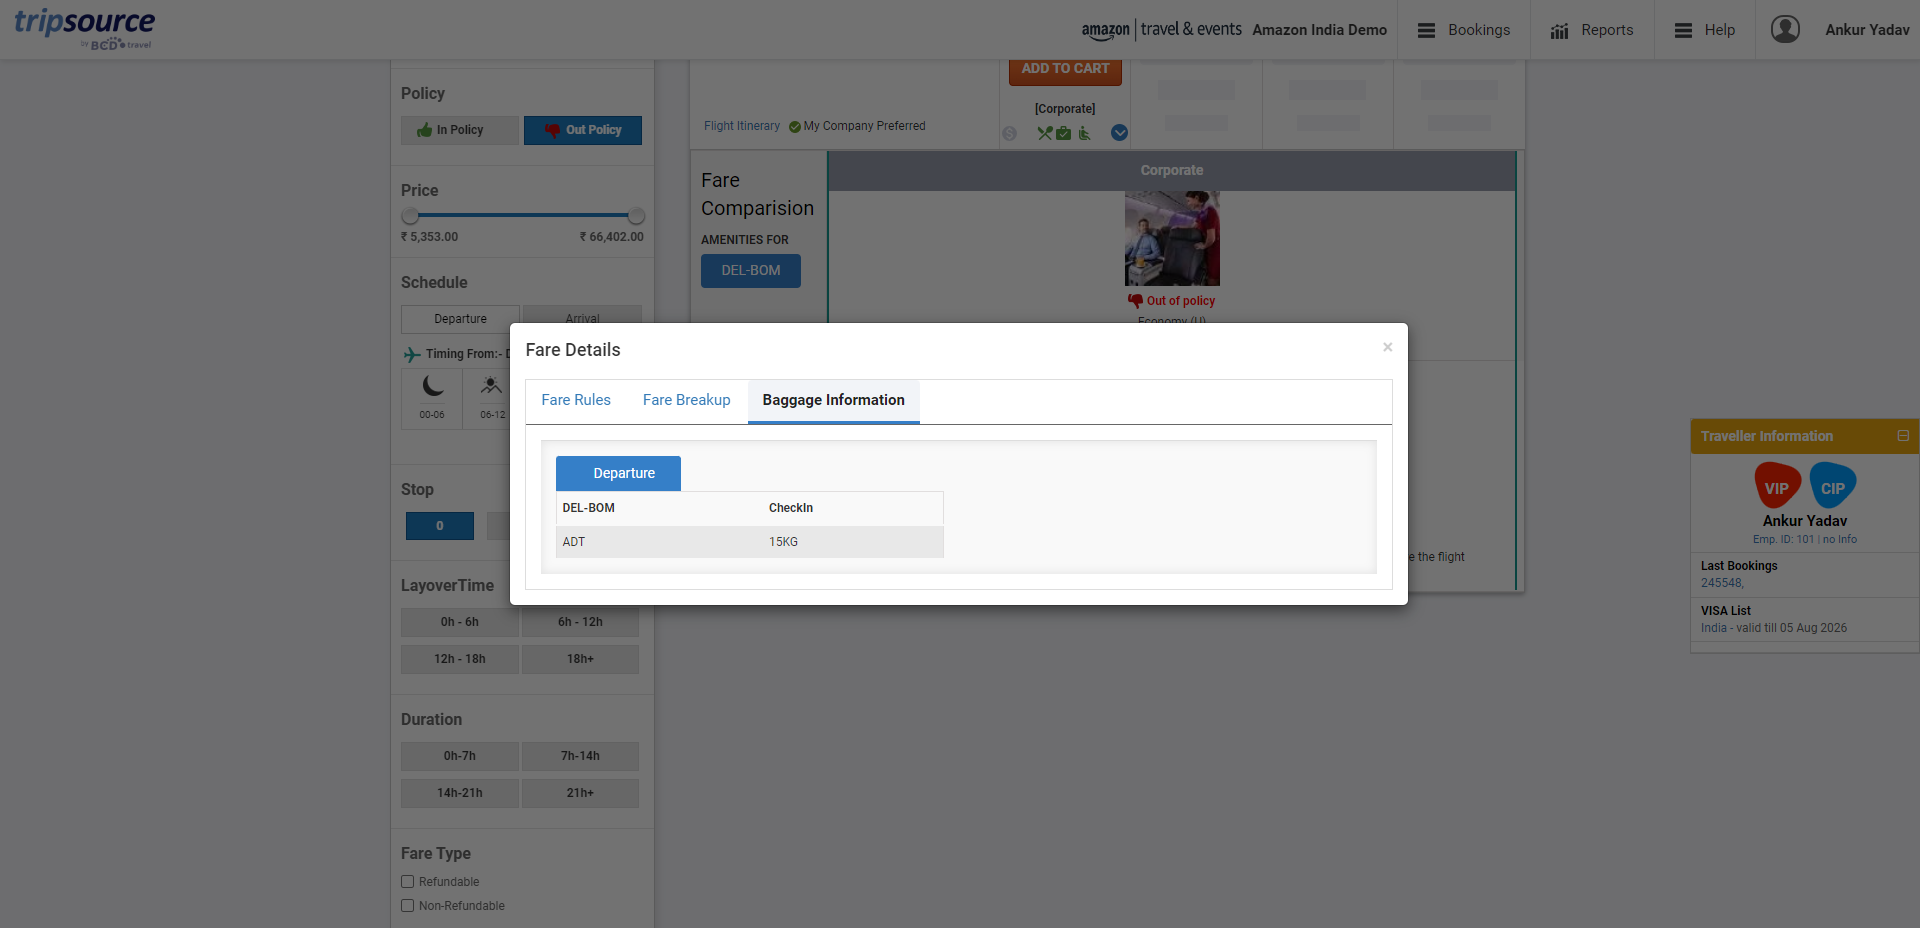 tripsource
by BCD travel
amazon travel & events Amazon India Demo
Bookings
Reports
Help
Ankur Yadav
Policy
In Policy
Out Policy
Price
₹ 5,353.00
₹ 66,402.00
Schedule
Departure
Arrival
Timing From:- D
00-06
06-12
Stop
0
LayoverTime
0h - 6h
6h - 12h
12h - 18h
18h+
Duration
0h-7h
7h-14h
14h-21h
21h+
Fare Type
Refundable
Non-Refundable
ADD TO CART
[Corporate]
Flight Itinerary
My Company Preferred
Fare
Comparision
AMENITIES FOR
DEL-BOM
Corporate
Out of policy
Economy (U)
e the flight
Fare Details
×
Fare Rules
Fare Breakup
Baggage Information
Departure
DEL-BOM CheckIn
ADT 15KG
Traveller Information
VIP
CIP
Ankur Yadav
Emp. ID: 101 | no Info
Last Bookings
245548,
VISA List
India - valid till 05 Aug 2026